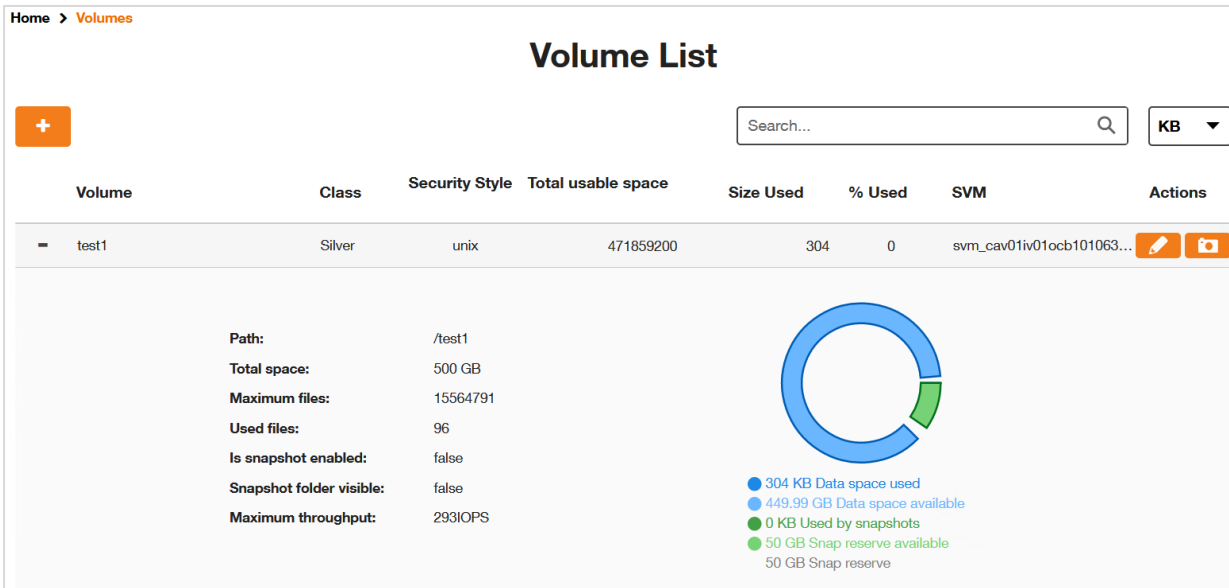 Home > Volumes
Volume List
+
Search...
KB
Volume Class Security Style Total usable space Size Used % Used SVM Actions
- test1 Silver unix 471859200 304 0 svm_cav01iv01ocb101063...
Path: /test1
Total space: 500 GB
Maximum files: 15564791
Used files: 96
Is snapshot enabled: false
Snapshot folder visible: false
Maximum throughput: 293IOPS
304 KB Data space used
449.99 GB Data space available
0 KB Used by snapshots
50 GB Snap reserve available
50 GB Snap reserve